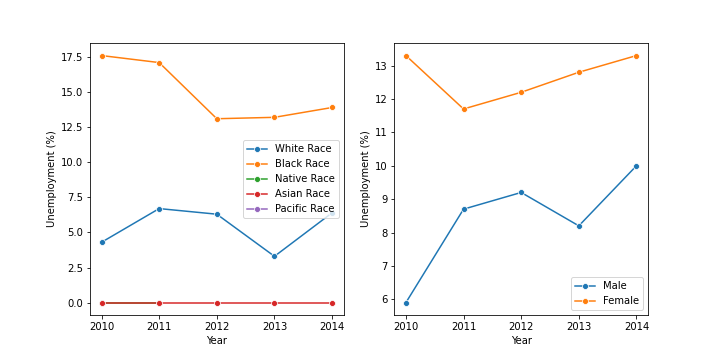 17.5
15.0
12.5
10.0
7.5
5.0
2.5
0.0
Unemployment (%)
2010 2011 2012 2013 2014
Year
White Race
Black Race
Native Race
Asian Race
Pacific Race
13
12
11
10
9
8
7
6
Unemployment (%)
2010 2011 2012 2013 2014
Year
Male
Female